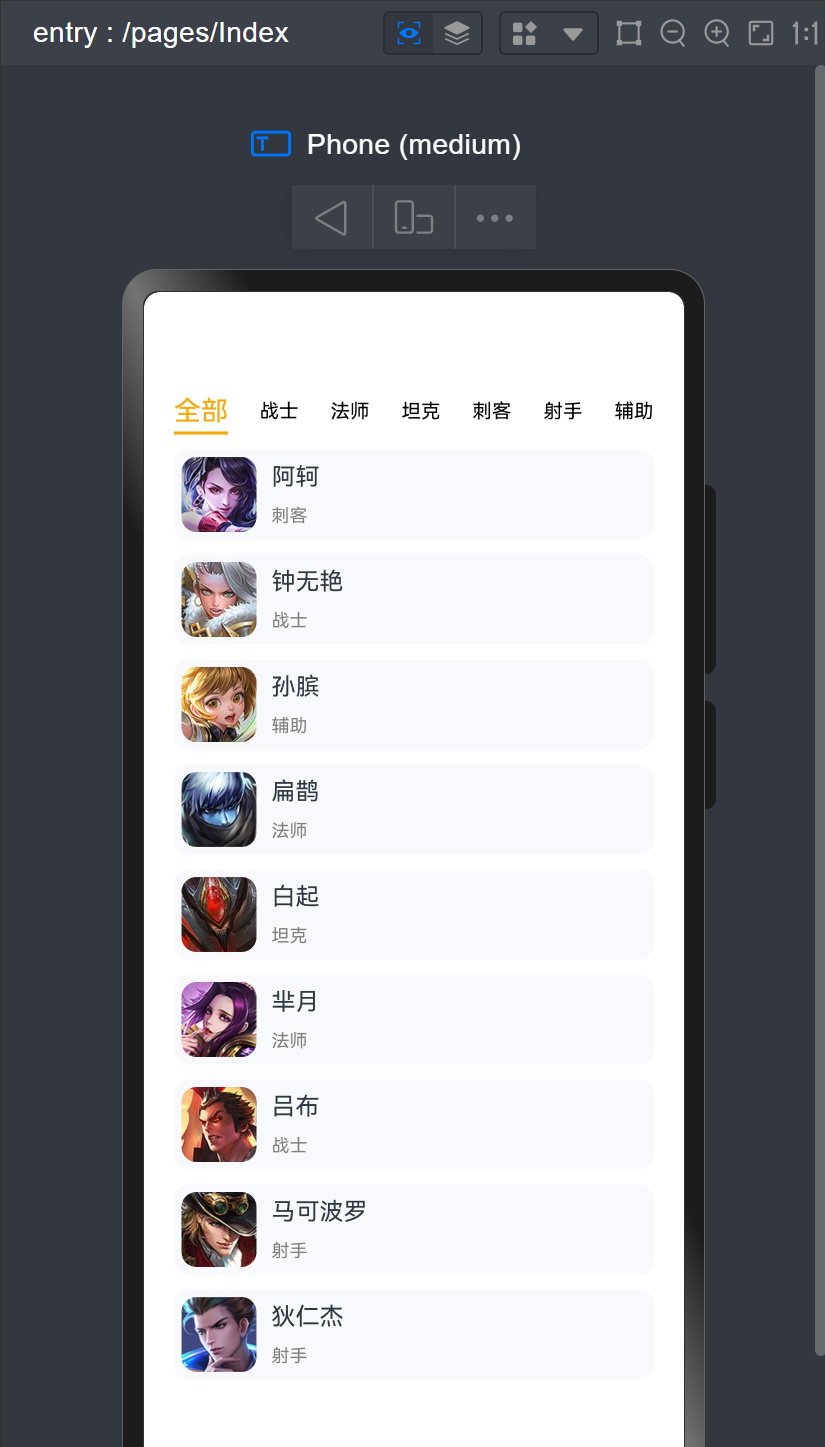 entry : /pages/Index
1:1
Phone (medium)
全部 战士 法师 坦克 刺客 射手 辅助
阿轲
刺客
钟无艳
战士
孙膑
辅助
扁鹊
法师
白起
坦克
芈月
法师
吕布
战士
马可波罗
射手
狄仁杰
射手